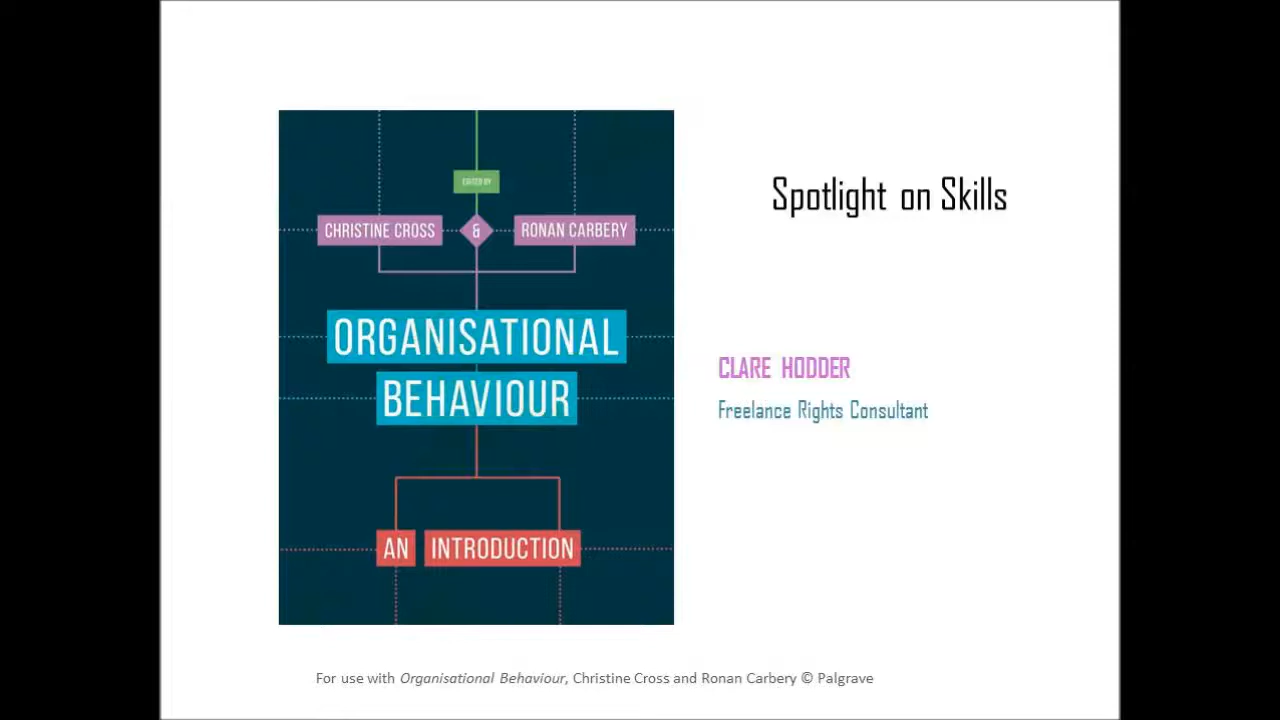 EDITED BY
CHRISTINE CROSS & RONAN CARBERY
ORGANISATIONAL
BEHAVIOUR
AN INTRODUCTION
Spotlight on Skills
CLARE HODDER
Freelance Rights Consultant
For use with Organisational Behaviour, Christine Cross and Ronan Carbery © Palgrave